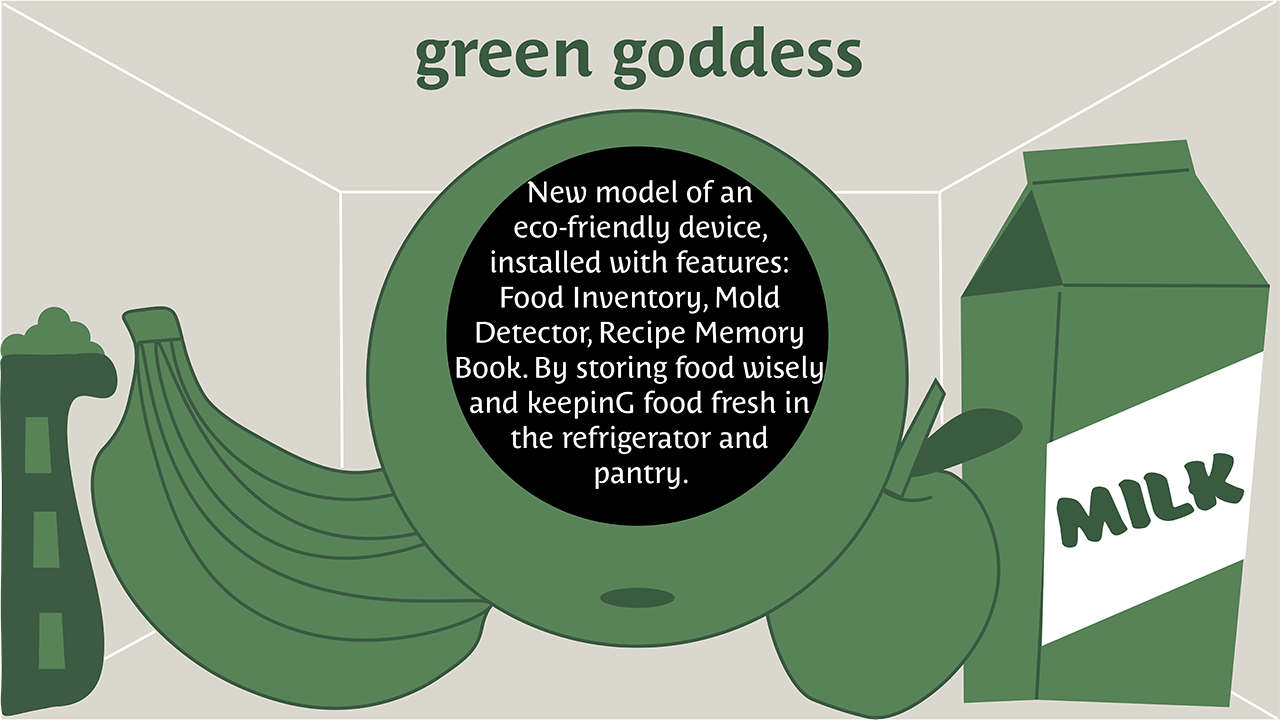 green goddess
New model of an
eco-friendly device,
installed with features:
Food Inventory, Mold
Detector, Recipe Memory
Book. By storing food wisely
and keepinG food fresh in
the refrigerator and
pantry.
MILK